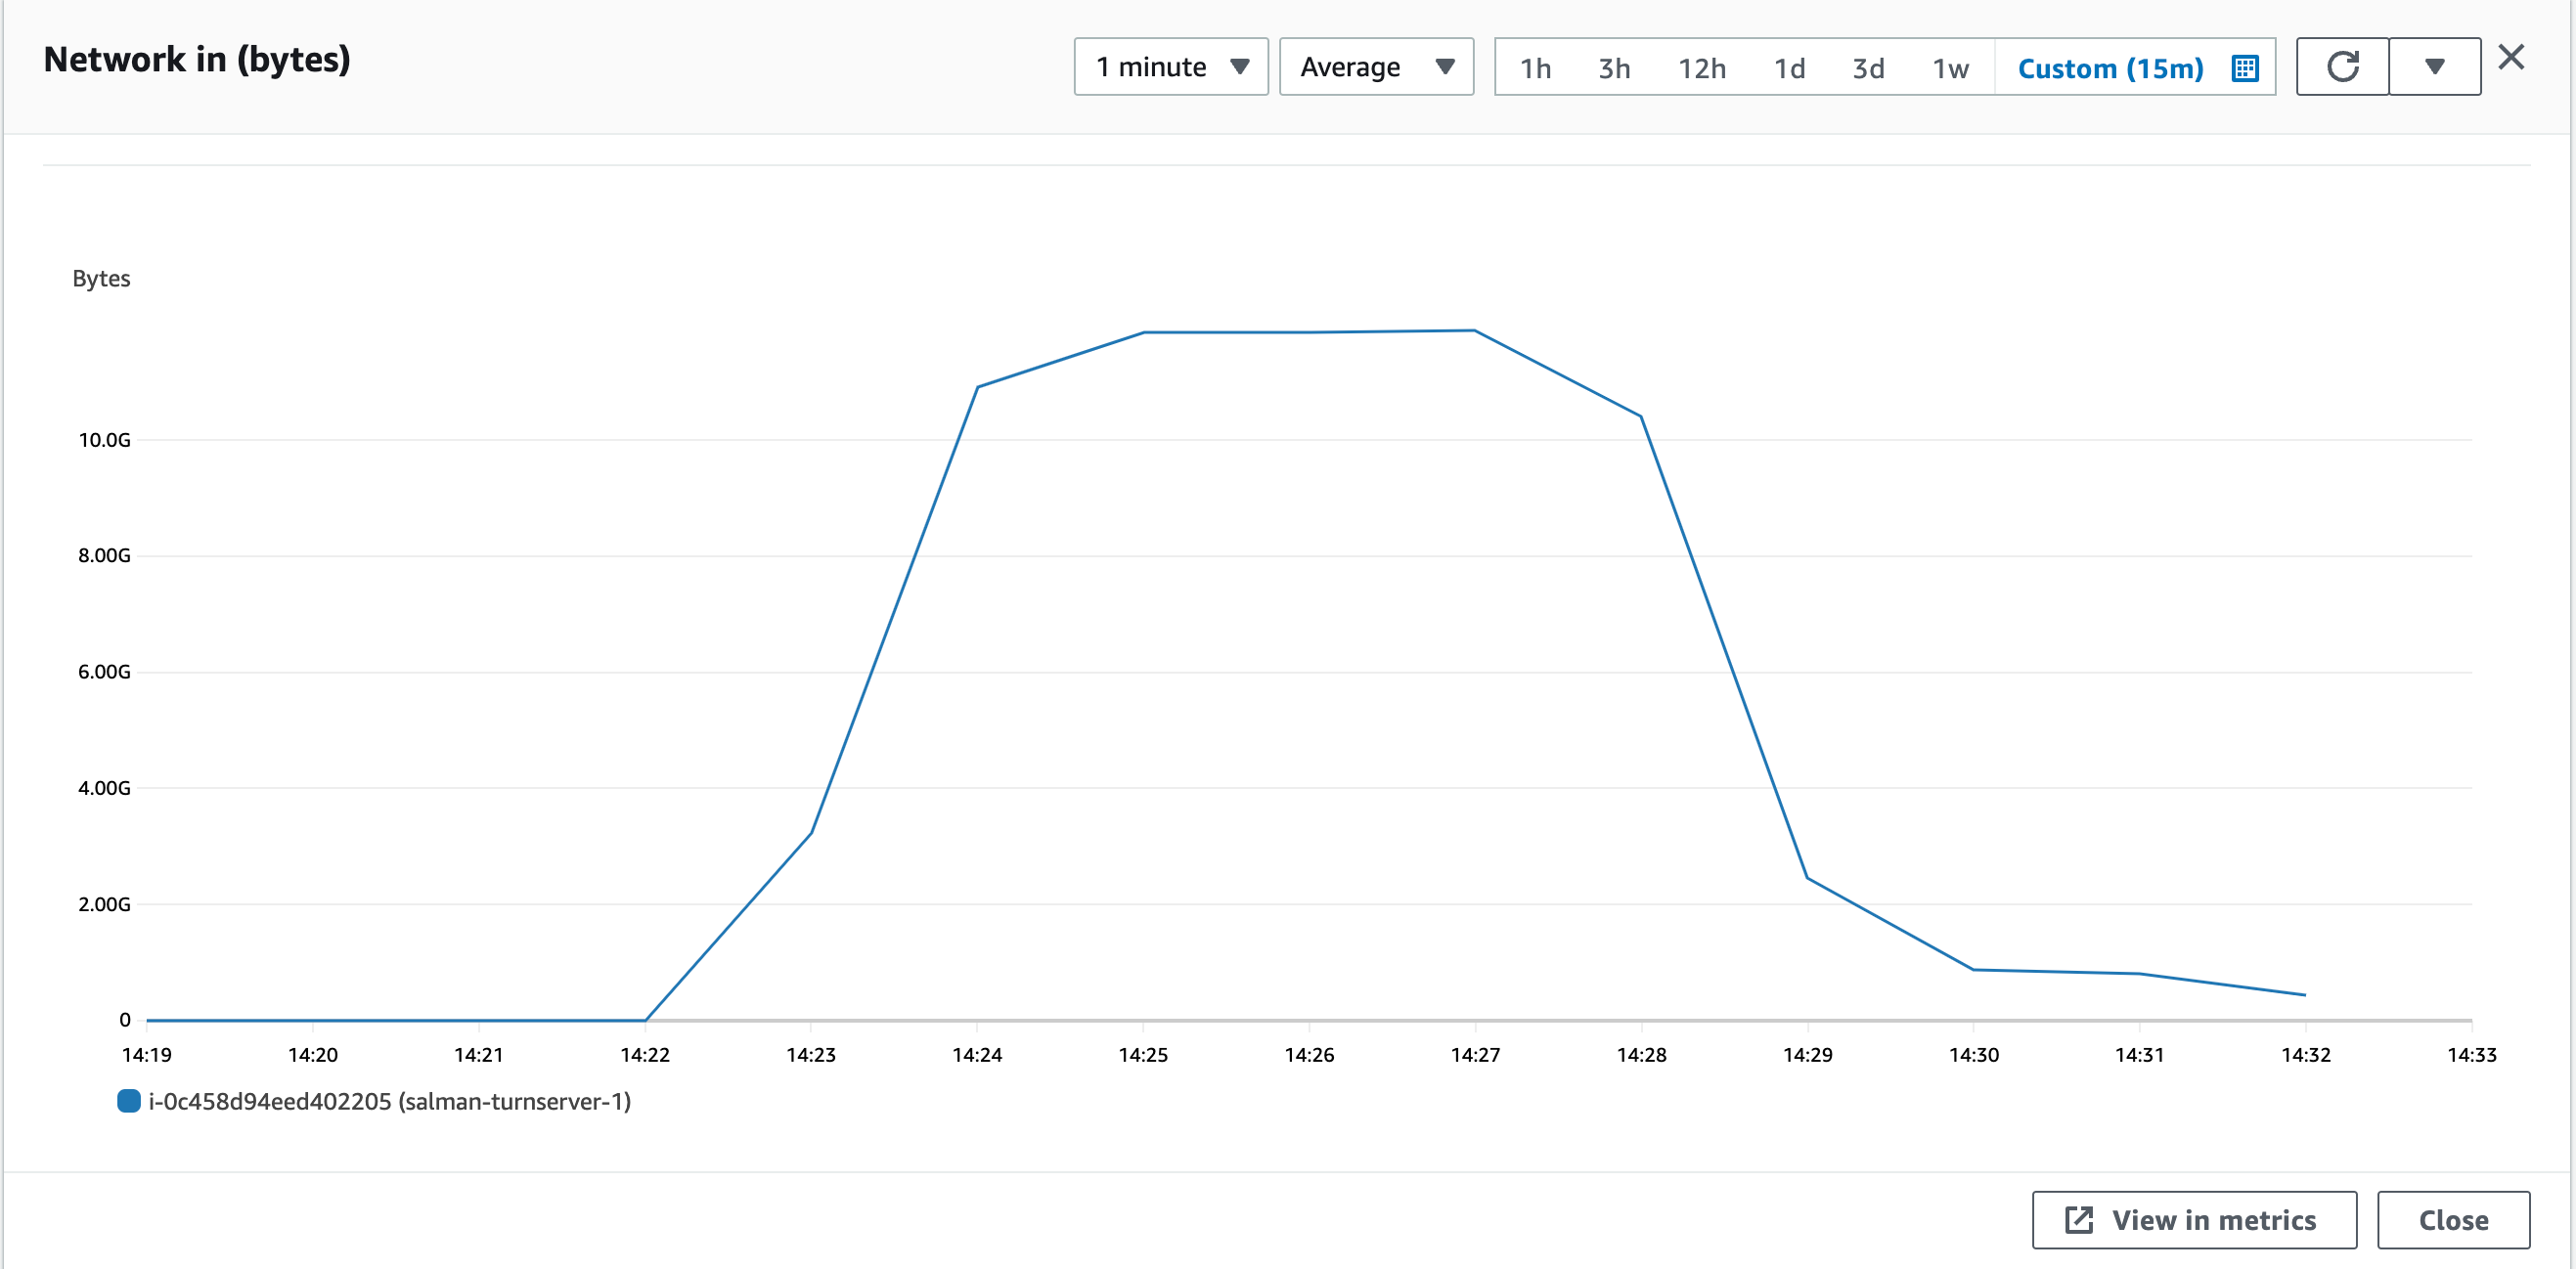 Network in (bytes)
1 minute
Average
1h 3h 12h 1d 3d 1w Custom (15m)
Bytes
10.0G
8.00G
6.00G
4.00G
2.00G
0
14:19 14:20 14:21 14:22 14:23 14:24 14:25 14:26 14:27 14:28 14:29 14:30 14:31 14:32 14:33
i-0c458d94eed402205 (salman-turnserver-1)
View in metrics
Close